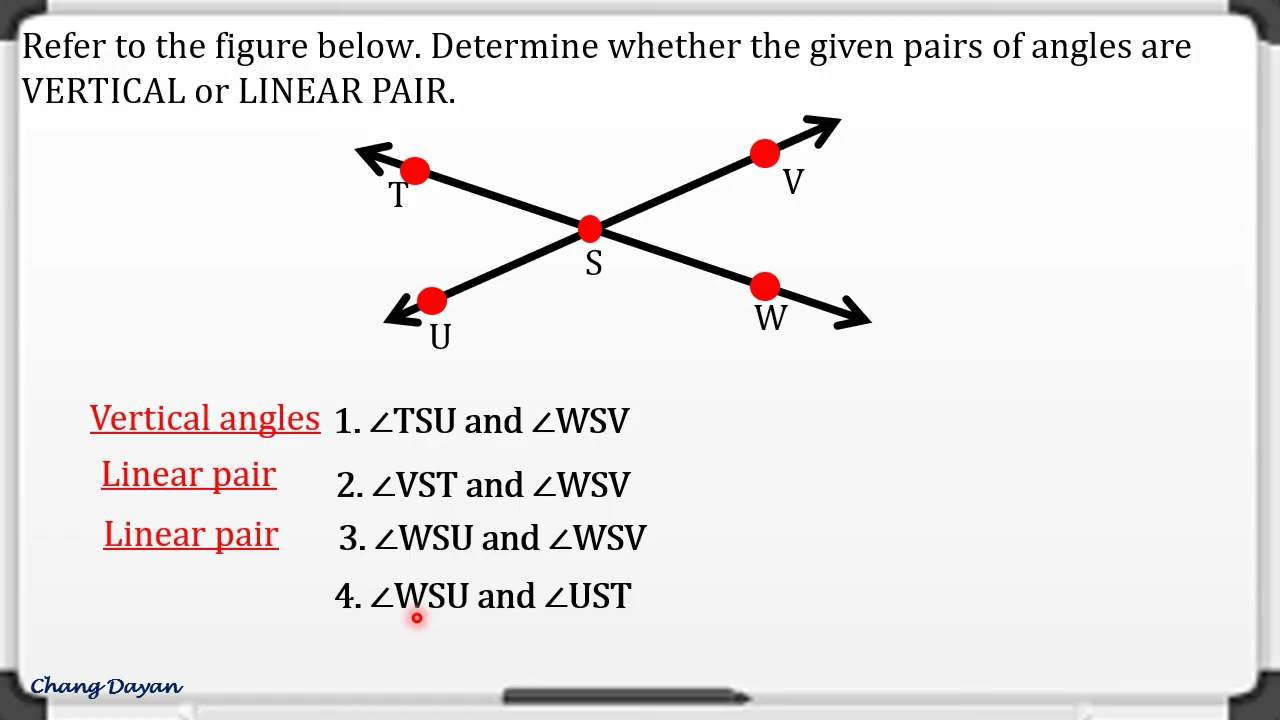 Refer to the figure below. Determine whether the given pairs of angles are
VERTICAL or LINEAR PAIR.
T
V
S
U
W
Vertical angles 1. ∠TSU and ∠WSV
Linear pair 2. ∠VST and ∠WSV
Linear pair 3. ∠WSU and ∠WSV
4. ∠WSU and ∠UST
Chang Dayan